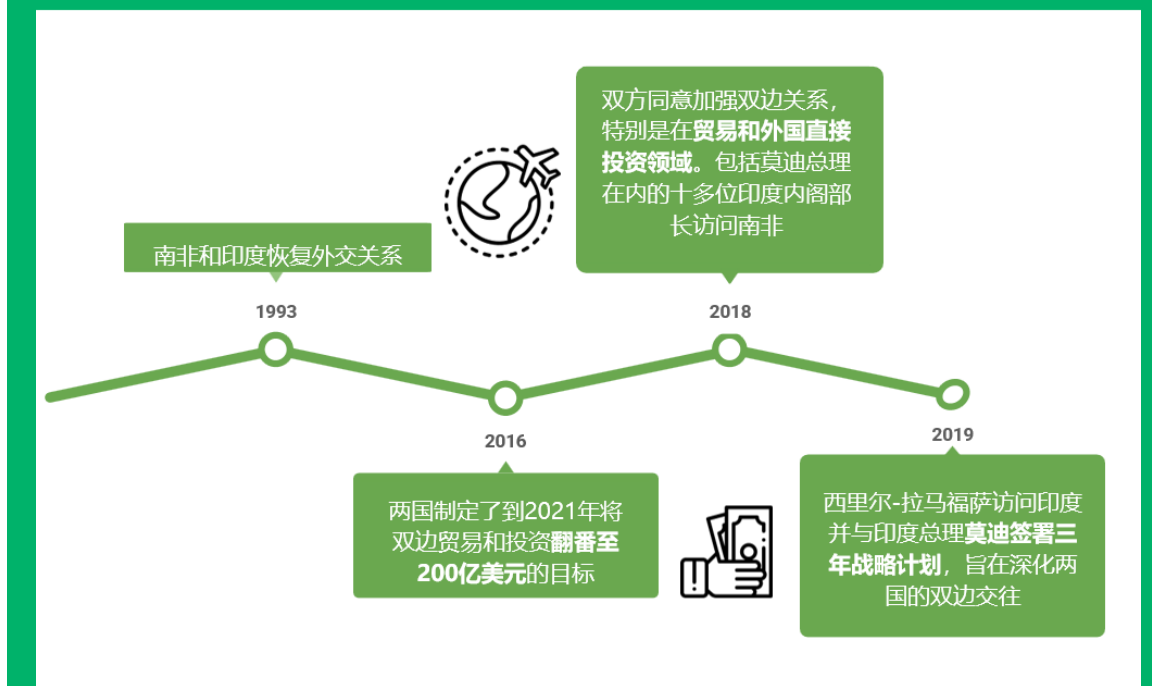 南非和印度恢复外交关系
1993
两国制定了到2021年将
双边贸易和投资翻番至
200亿美元的目标
2016
双方同意加强双边关系，
特别是在贸易和外国直接
投资领域。包括莫迪总理
在内的十多位印度内阁部
长访问南非
2018
2019
西里尔-拉马福萨访问印度
并与印度总理莫迪签署三
年战略计划，旨在深化两
国的双边交往